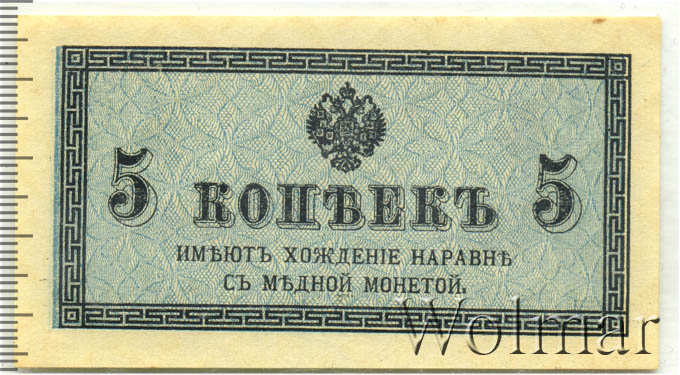 5 КОПѢЕКЪ 5
ИМѢЮТЪ ХОЖДЕНІЕ НАРАВНѢ
СЪ МѢДНОЙ МОНЕТОЙ.
Wolmar